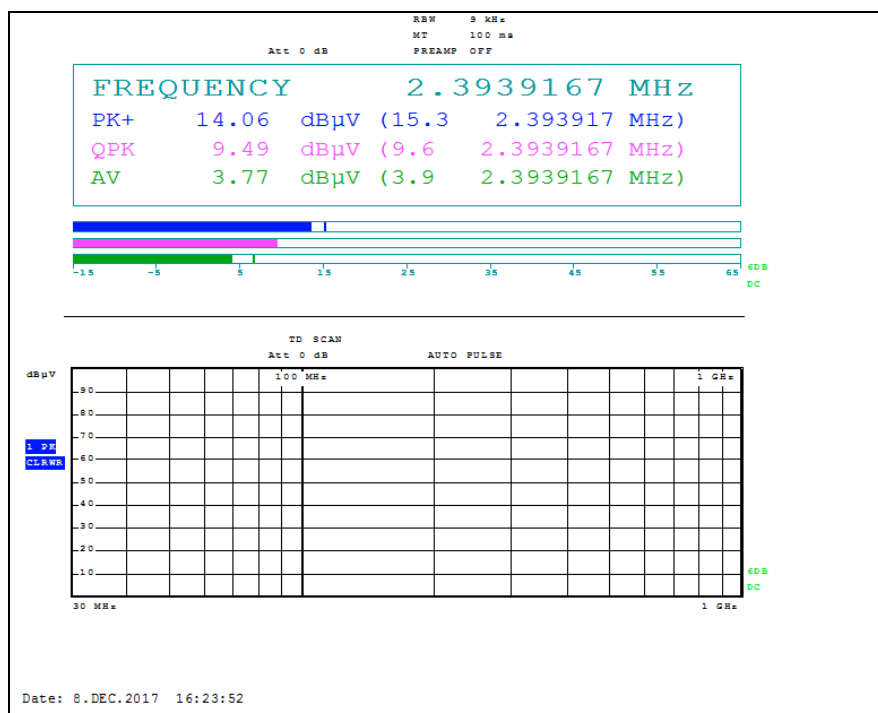 RBW 9 kHz
MT 100 ms
Att 0 dB PREAMP OFF
FREQUENCY 2.3939167 MHz
PK+ 14.06 dBµV (15.3 2.393917 MHz)
QPK 9.49 dBµV (9.6 2.3939167 MHz)
AV 3.77 dBµV (3.9 2.3939167 MHz)
-15 -5 5 15 25 35 45 55 65
6DB
DC
TD SCAN
Att 0 dB AUTO PULSE
dBµV
100 MHz 1 GHz
90
80
70
1 PK
CLRWR
60
50
40
30
20
10
6DB
DC
30 MHz 1 GHz
Date: 8.DEC.2017 16:23:52